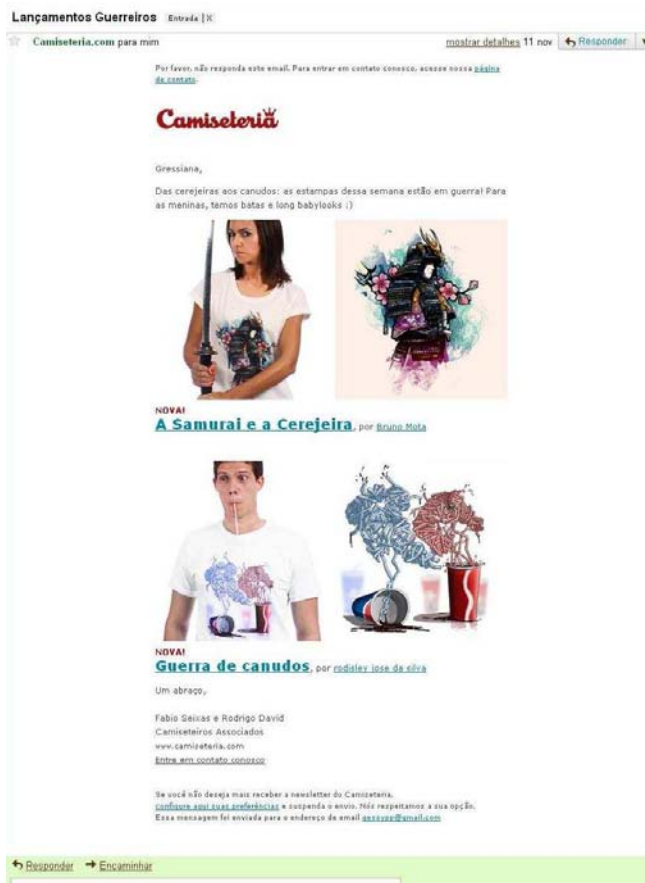 Lançamentos Guerreiros Entrada | X
Camiseteria.com para mim mostrar detalhes 11 nov Responder
Por favor, não responda este email. Para entrar em contato conosco, acesse nossa página
de contato.
Camiseteria
Gressiana,
Das cerejeiras aos canudos: as estampas dessa semana estão em guerra! Para
as meninas, temos batas e long babylooks ;)
NOVA!
A Samurai e a Cerejeira, por Bruno Mota
NOVA!
Guerra de canudos, por rodisley jose da silva
Um abraço,
Fabio Seixas e Rodrigo David
Camiseteiros Associados
www.camiseteria.com
Entre em contato conosco
Se você não deseja mais receber a newsletter do Camiseteria,
configure aqui suas preferências e suspenda o envio. Nós respeitamos a sua opção.
Essa mensagem foi enviada para o endereço de email
Responder Encaminhar